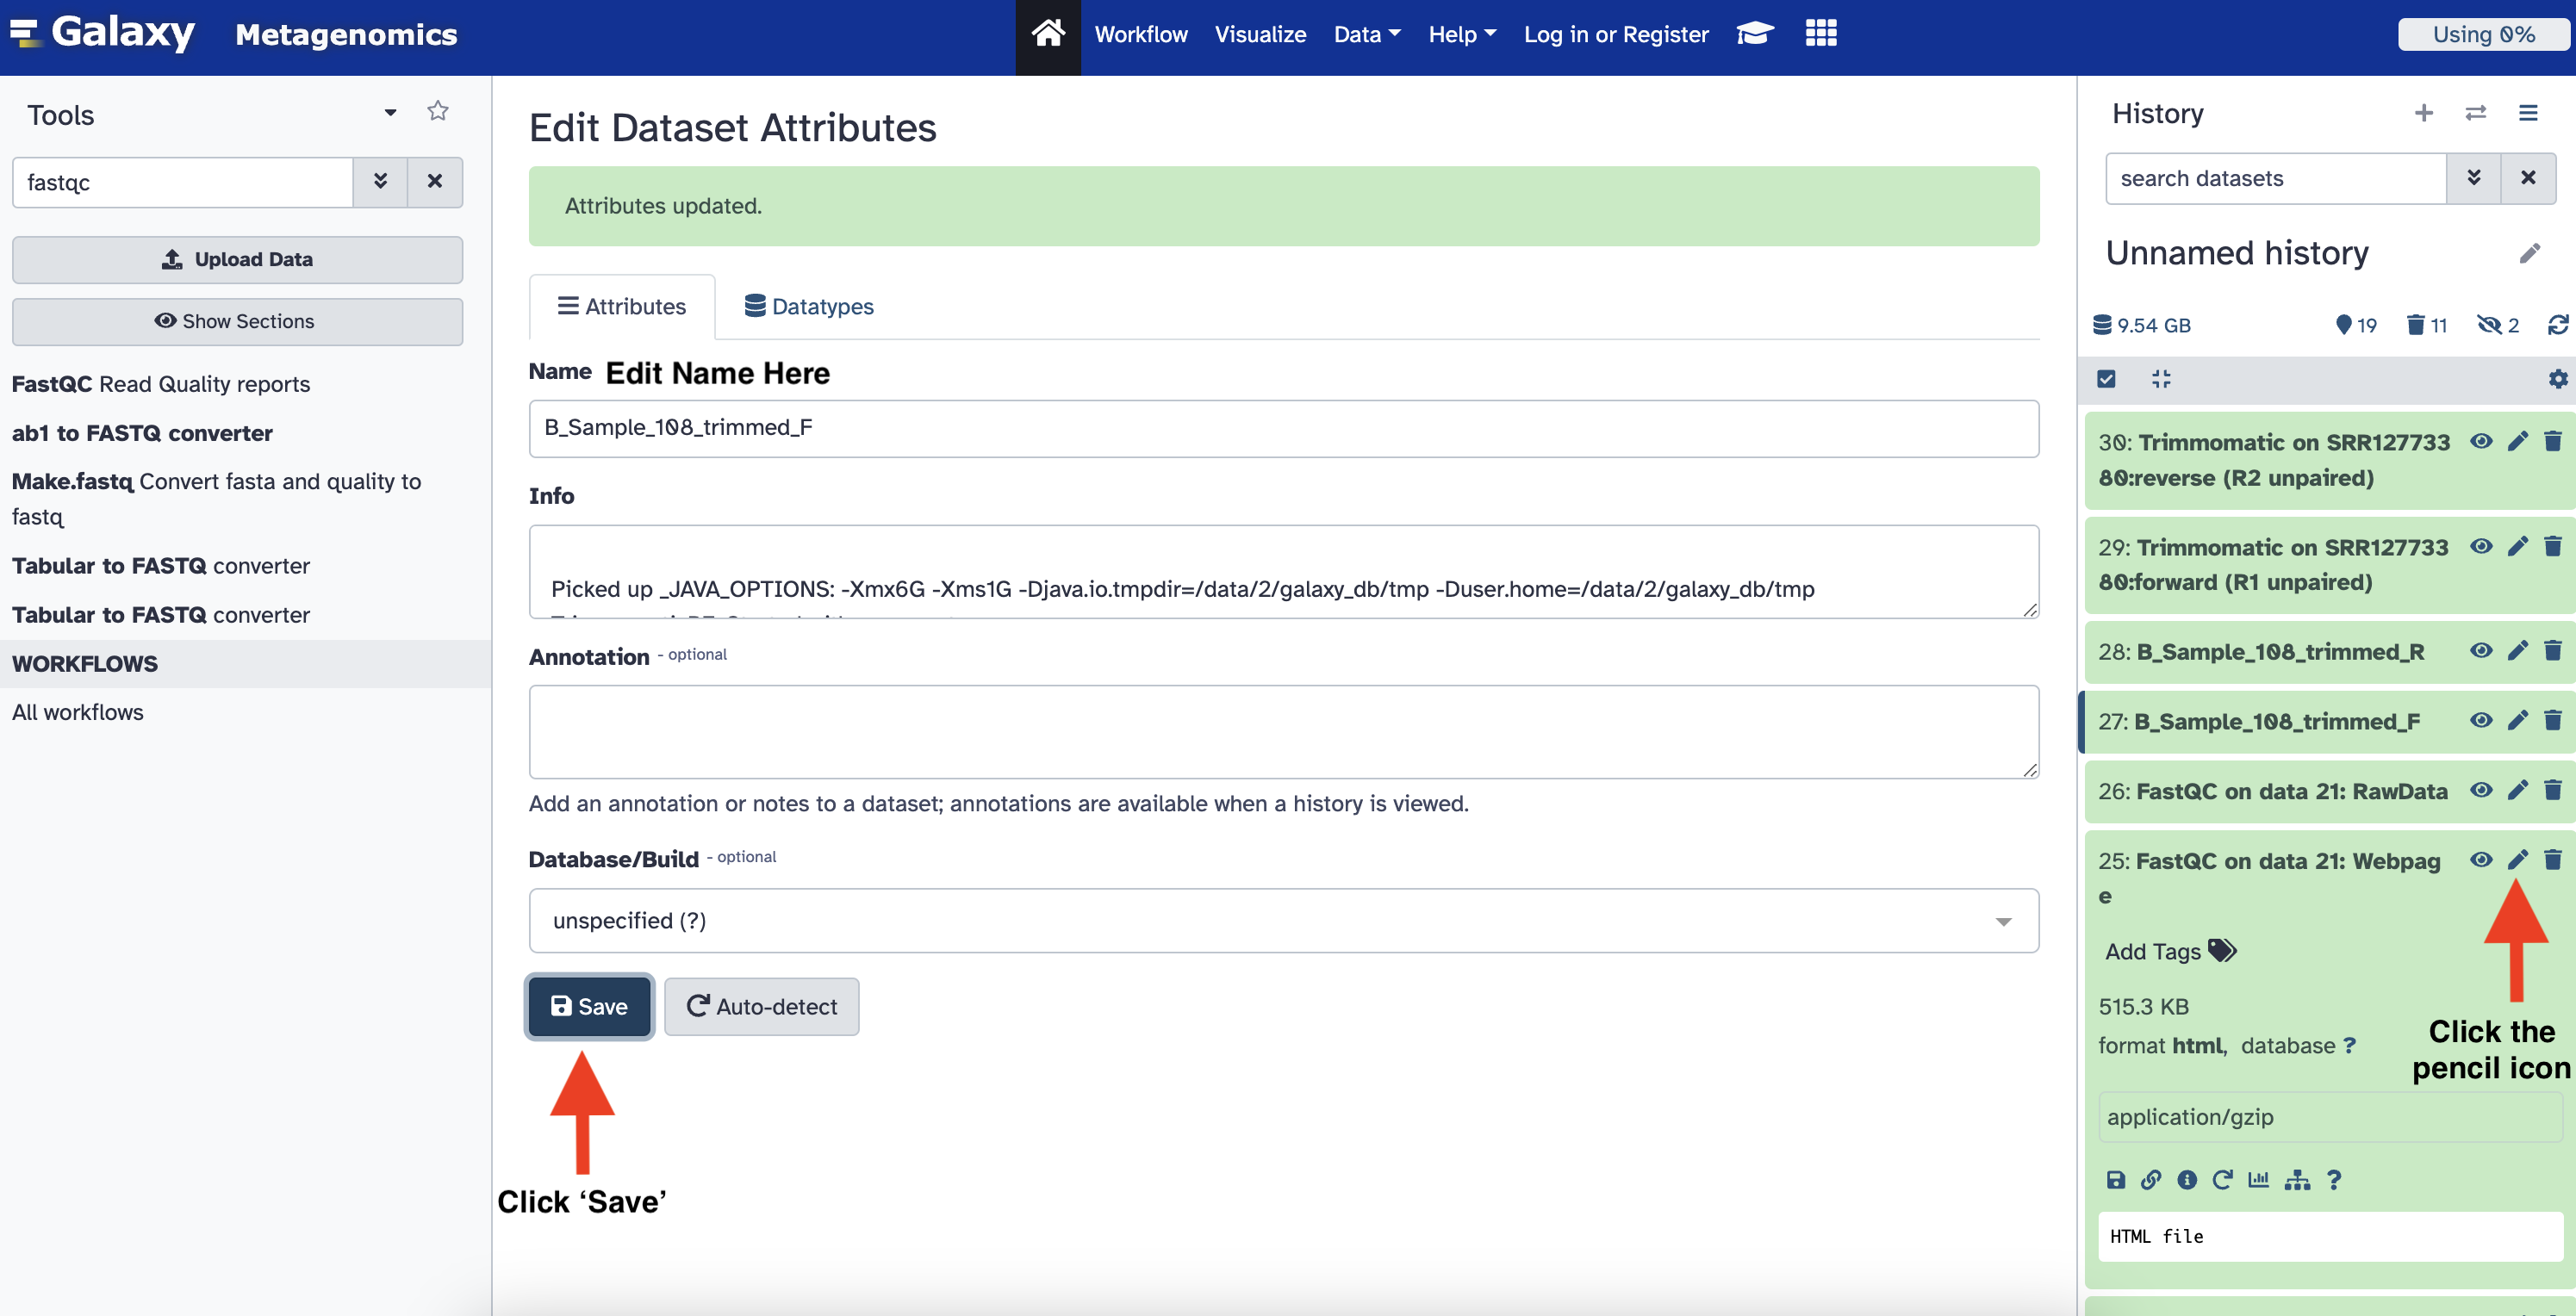 Galaxy Metagenomics
Workflow Visualize Data Help Log in or Register
Using 0%
Tools
fastqc
Upload Data
Show Sections
FastQC Read Quality reports
ab1 to FASTQ converter
Make.fastq Convert fasta and quality to
fastq
Tabular to FASTQ converter
Tabular to FASTQ converter
WORKFLOWS
All workflows
Edit Dataset Attributes
Attributes updated.
Attributes Datatypes
Name Edit Name Here
B_Sample_108_trimmed_F
Info
Picked up _JAVA_OPTIONS: -Xmx6G -Xms1G -Djava.io.tmpdir=/data/2/galaxy_db/tmp -Duser.home=/data/2/galaxy_db/tmp
Annotation - optional
Add an annotation or notes to a dataset; annotations are available when a history is viewed.
Database/Build - optional
unspecified (?)
Save Auto-detect
Click ‘Save’
History
search datasets
Unnamed history
9.54 GB 19 11 2
30: Trimmomatic on SRR127733
80:reverse (R2 unpaired)
29: Trimmomatic on SRR127733
80:forward (R1 unpaired)
28: B_Sample_108_trimmed_R
27: B_Sample_108_trimmed_F
26: FastQC on data 21: RawData
25: FastQC on data 21: Webpag
e
Add Tags
515.3 KB
format html, database ?
Click the
pencil icon
application/gzip
?
HTML file